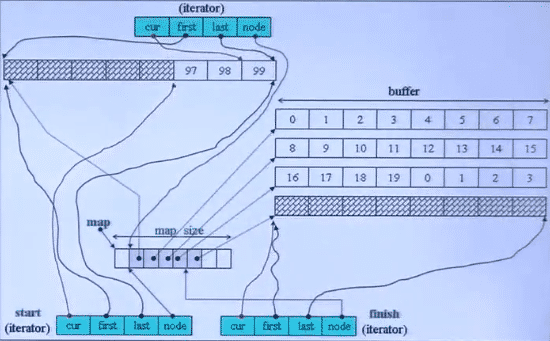 (iterator)
cur first last node
97 98 99
buffer
0 1 2 3 4 5 6 7
8 9 10 11 12 13 14 15
16 17 18 19 0 1 2 3
map map size
start
(iterator)
cur first last node
cur first last node
finish
(iterator)